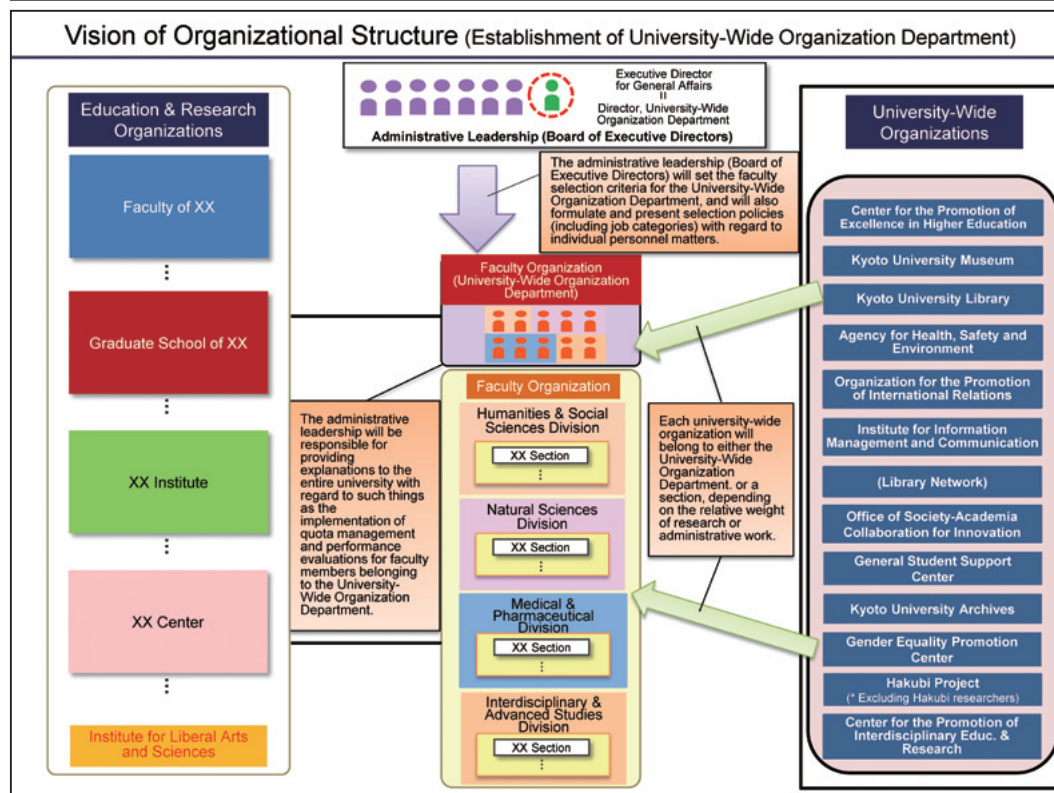 Vision of Organizational Structure (Establishment of University-Wide Organization Department)
Executive Director
for General Affairs
II
Director, University-Wide
Organization Department
Administrative Leadership (Board of Executive Directors)
Education & Research
Organizations
Faculty of XX
⋮
Graduate School of XX
⋮
XX Institute
⋮
XX Center
⋮
Institute for Liberal Arts
and Sciences
The administrative leadership (Board of
Executive Directors) will set the faculty
selection criteria for the University-Wide
Organization Department, and will also
formulate and present selection policies
(including job categories) with regard to
individual personnel matters.
Faculty Organization
(University-Wide Organization
Department)
The administrative
leadership will be
responsible for
providing
explanations to the
entire university with
regard to such things
as the
implementation of
quota management
and performance
evaluations for faculty
members belonging
to the University-
Wide Organization
Department.
Faculty Organization
Humanities & Social
Sciences Division
XX Section
⋮
Natural Sciences
Division
XX Section
⋮
Medical &
Pharmaceutical
Division
XX Section
⋮
Interdisciplinary &
Advanced Studies
Division
XX Section
⋮
Each university-wide
organization will
belong to either the
University-Wide
Organization
Department. or a
section, depending
on the relative weight
of research or
administrative work.
University-Wide
Organizations
Center for the Promotion of
Excellence in Higher Education
Kyoto University Museum
Kyoto University Library
Agency for Health, Safety and
Environment
Organization for the Promotion
of International Relations
Institute for Information
Management and Communication
(Library Network)
Office of Society-Academia
Collaboration for Innovation
General Student Support
Center
Kyoto University Archives
Gender Equality Promotion
Center
Hakubi Project
(* Excluding Hakubi researchers)
Center for the Promotion of
Interdisciplinary Educ. &
Research